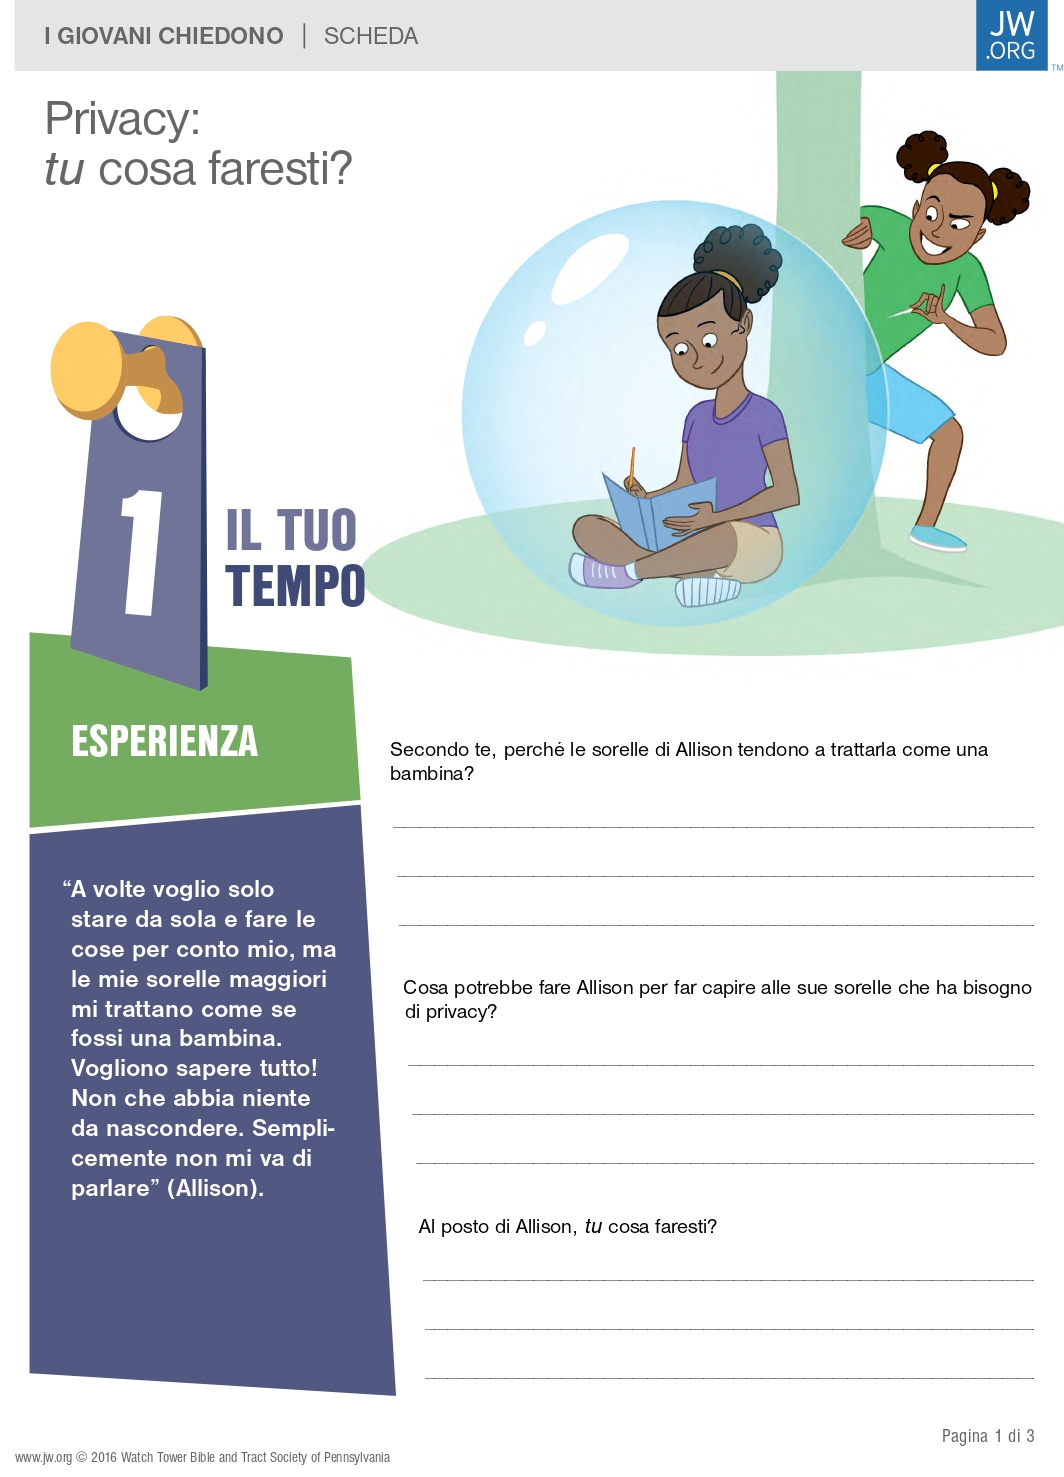 I GIOVANI CHIEDONO | SCHEDA
JW
.ORG
TM
Privacy:
tu cosa faresti?
1
IL TUO
TEMPO
ESPERIENZA
“A volte voglio solo
stare da sola e fare le
cose per conto mio, ma
le mie sorelle maggiori
mi trattano come se
fossi una bambina.
Vogliono sapere tutto!
Non che abbia niente
da nascondere. Sempli-
cemente non mi va di
parlare” (Allison).
Secondo te, perché le sorelle di Allison tendono a trattarla come una
bambina?
Cosa potrebbe fare Allison per far capire alle sue sorelle che ha bisogno
di privacy?
Al posto di Allison, tu cosa faresti?
Pagina 1 di 3
www.jw.org © 2016 Watch Tower Bible and Tract Society of Pennsylvania